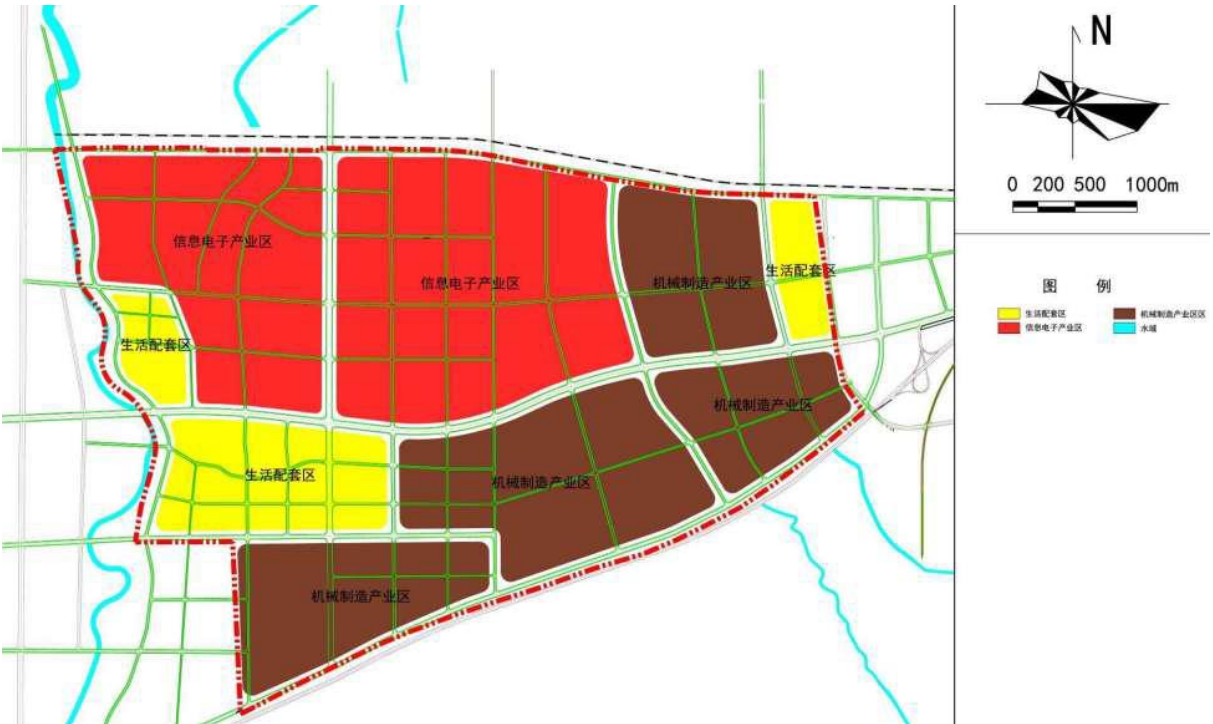 信息电子产业区
信息电子产业区
机械制造产业区
生活配套区
生活配套区
机械制造产业区
生活配套区
机械制造产业区
机械制造产业区
N
0 200 500 1000m
图 例
生活配套区
机械制造产业区区
信息电子产业区
水域